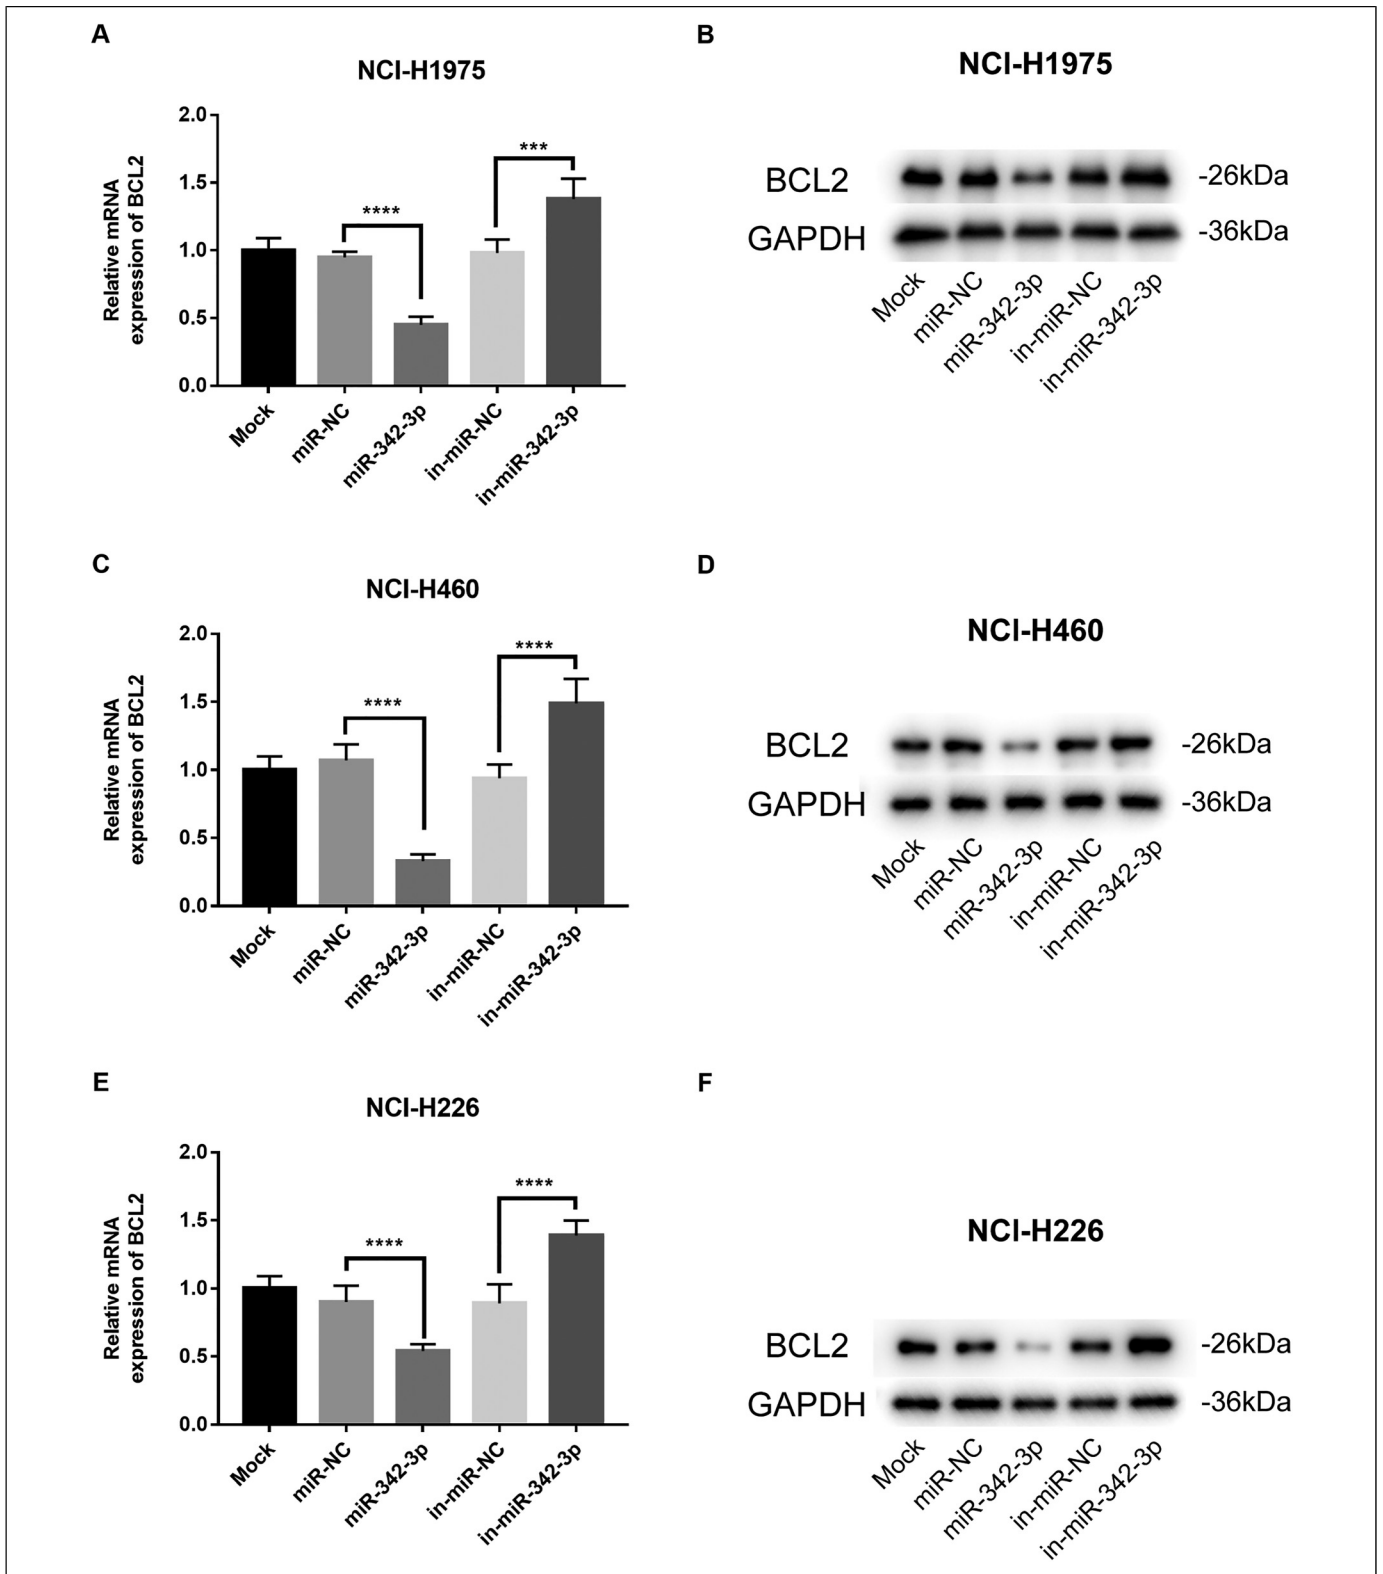 A
NCI-H1975
Relative mRNA
expression of BCL2
2.0
1.5
1.0
0.5
0.0
****
***
Mock
miR-NC
miR-342-3p
in-miR-NC
in-miR-342-3p
B
NCI-H1975
BCL2
-26kDa
GAPDH
-36kDa
Mock
miR-NC
miR-342-3p
in-miR-NC
in-miR-342-3p
C
NCI-H460
Relative mRNA
expression of BCL2
2.0
1.5
1.0
0.5
0.0
****
****
Mock
miR-NC
miR-342-3p
in-miR-NC
in-miR-342-3p
D
NCI-H460
BCL2
-26kDa
GAPDH
-36kDa
Mock
miR-NC
miR-342-3p
in-miR-NC
in-miR-342-3p
E
NCI-H226
Relative mRNA
expression of BCL2
2.0
1.5
1.0
0.5
0.0
****
****
Mock
miR-NC
miR-342-3p
in-miR-NC
in-miR-342-3p
F
NCI-H226
BCL2
-26kDa
GAPDH
-36kDa
Mock
miR-NC
miR-342-3p
in-miR-NC
in-miR-342-3p